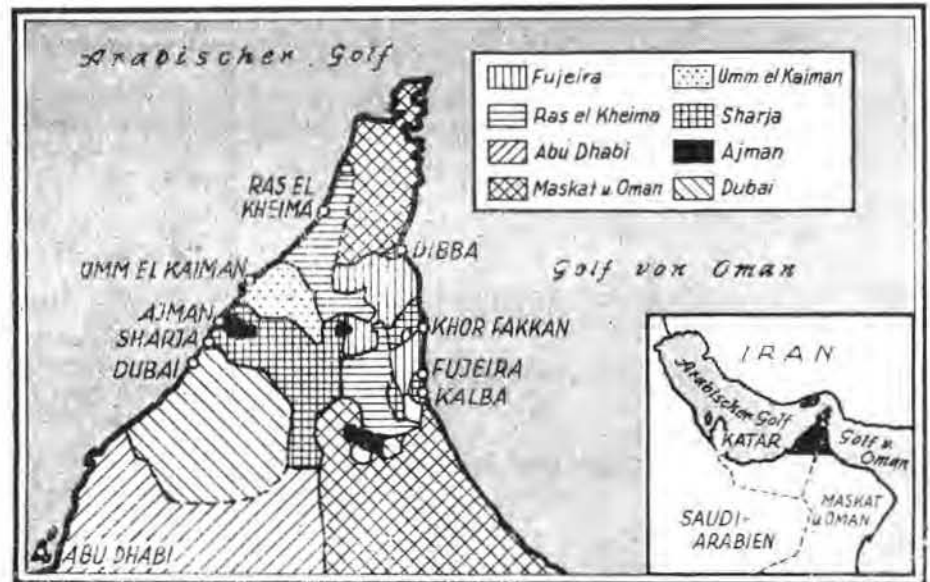 Arabischer Golf
Fujeira
Ras el Kheima
Abu Dhabi
Maskat u Oman
Umm el Kaiman
Sharja
Ajman
Dubai
RAS EL
KHEIMA
DIBBA
UMM EL KAIMAN
Golf von Oman
AJMAN
SHARJA
DUBAI
KHOR FAKKAN
FUJEIRA
KALBA
ABU DHABI
IRAN
Arabischer Golf
KATAR
Golf u.
Oman
SAUDI-
ARABIEN
MASKAT
u OMAN